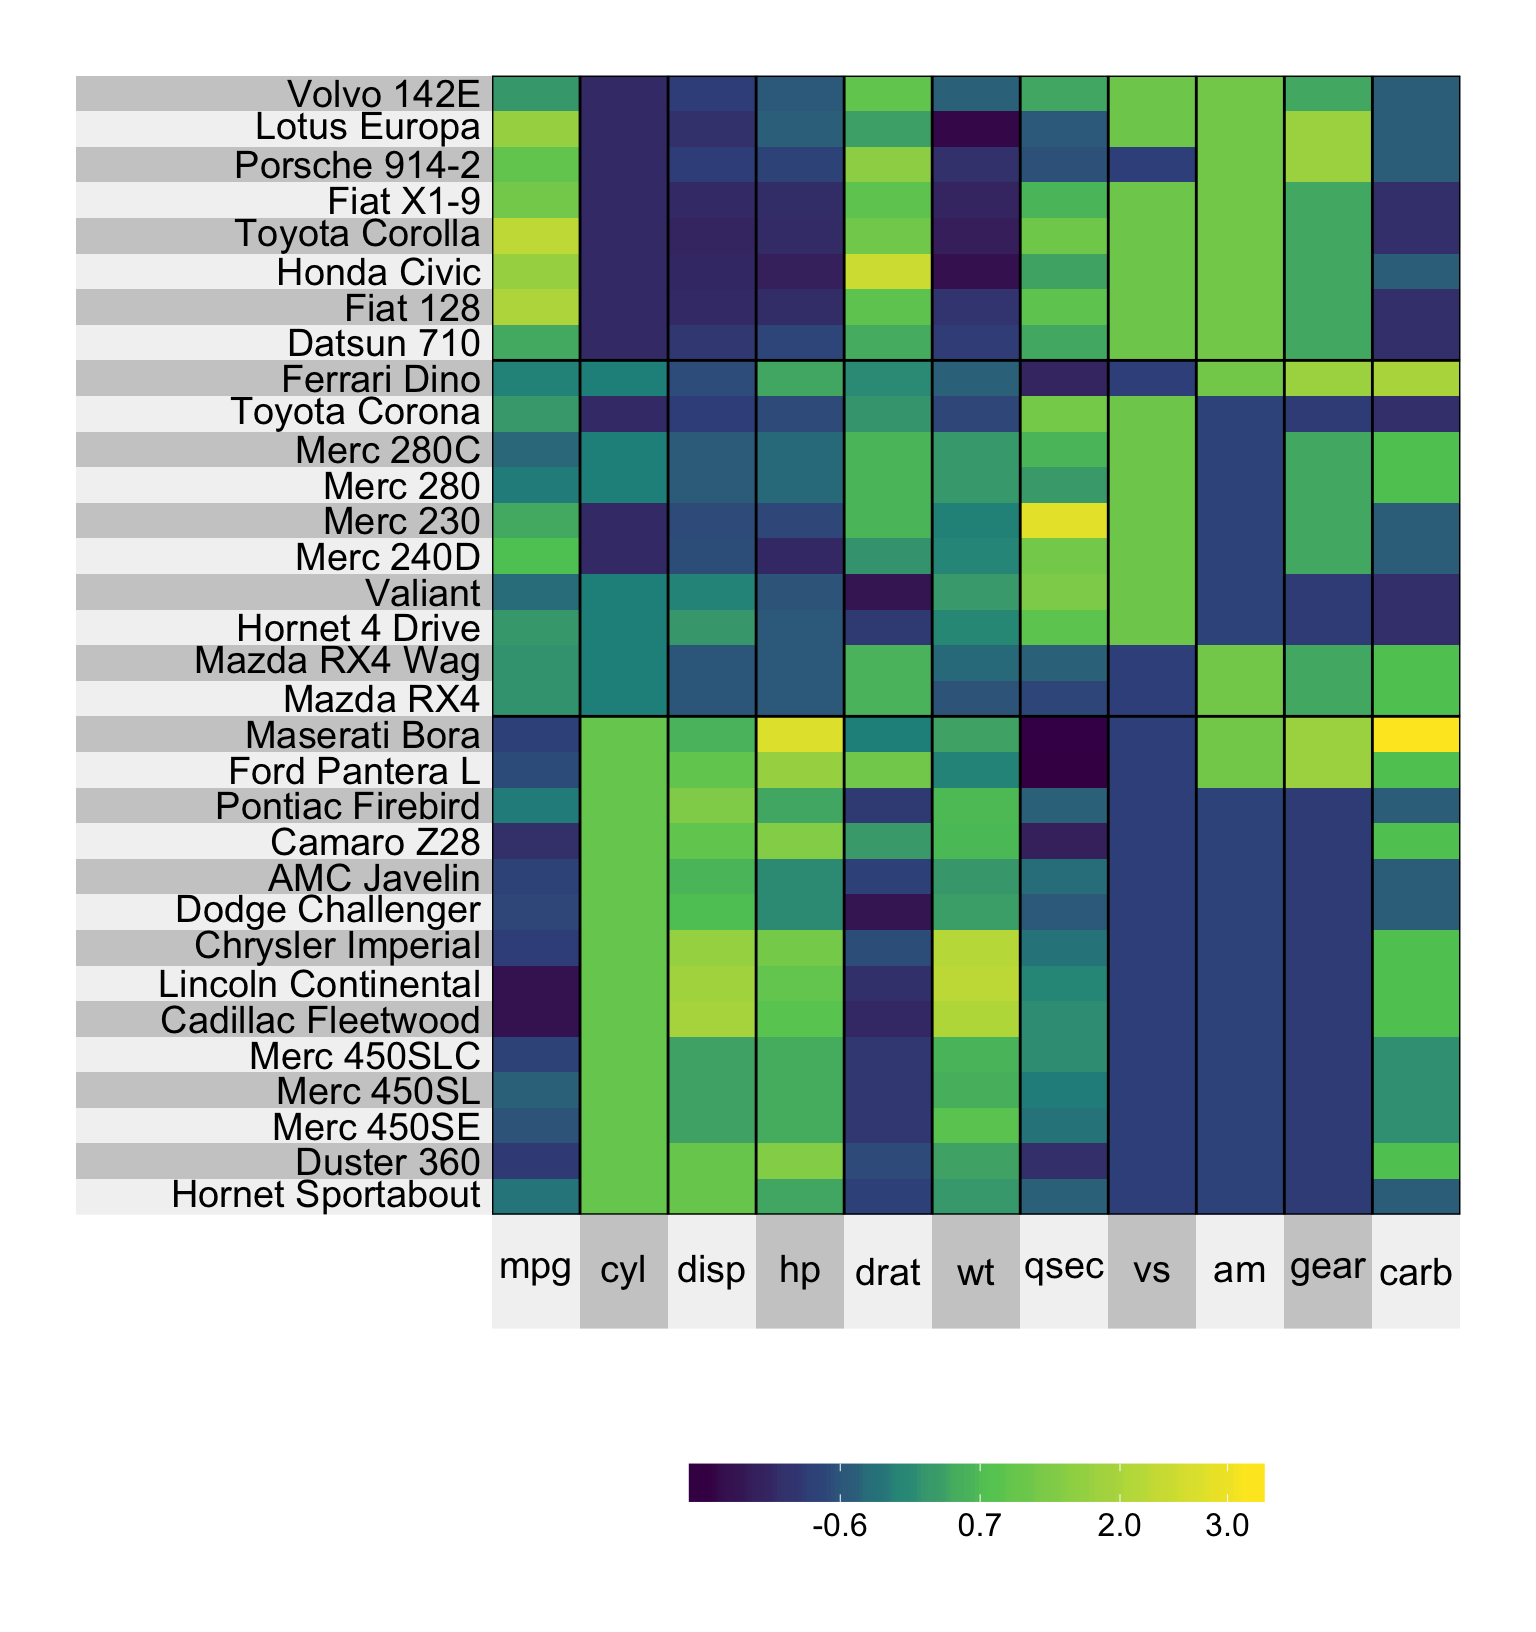 Volvo 142E
Lotus Europa
Porsche 914-2
Fiat X1-9
Toyota Corolla
Honda Civic
Fiat 128
Datsun 710
Ferrari Dino
Toyota Corona
Merc 280C
Merc 280
Merc 230
Merc 240D
Valiant
Hornet 4 Drive
Mazda RX4 Wag
Mazda RX4
Maserati Bora
Ford Pantera L
Pontiac Firebird
Camaro Z28
AMC Javelin
Dodge Challenger
Chrysler Imperial
Lincoln Continental
Cadillac Fleetwood
Merc 450SLC
Merc 450SL
Merc 450SE
Duster 360
Hornet Sportabout
mpg cyl disp hp drat wt qsec vs am gear carb
-0.6 0.7 2.0 3.0